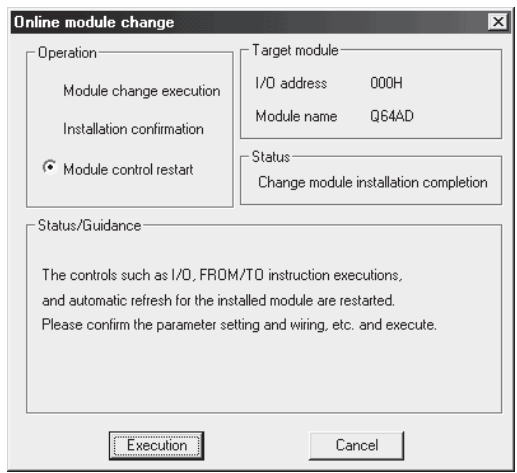 Online module change
Operation
Module change execution
Installation confirmation
Module control restart
Target module
I/O address 000H
Module name Q64AD
Status
Change module installation completion
Status/Guidance
The controls such as I/O, FROM/TO instruction executions,
and automatic refresh for the installed module are restarted.
Please confirm the parameter setting and wiring, etc. and execute.
Execution
Cancel